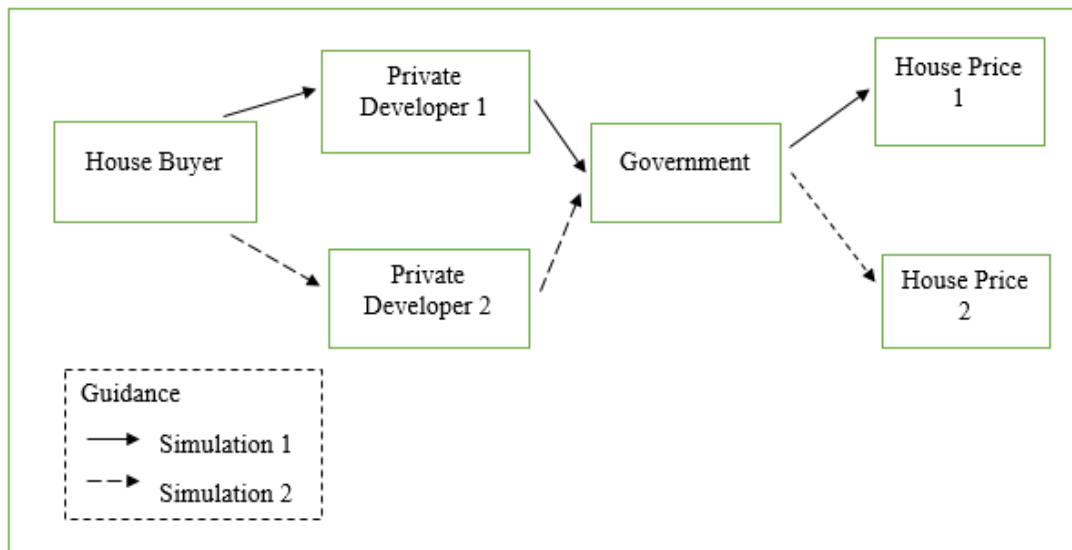 Private
Developer 1
House Price
1
House Buyer
Government
Private
Developer 2
House Price
2
Guidance
Simulation 1
Simulation 2